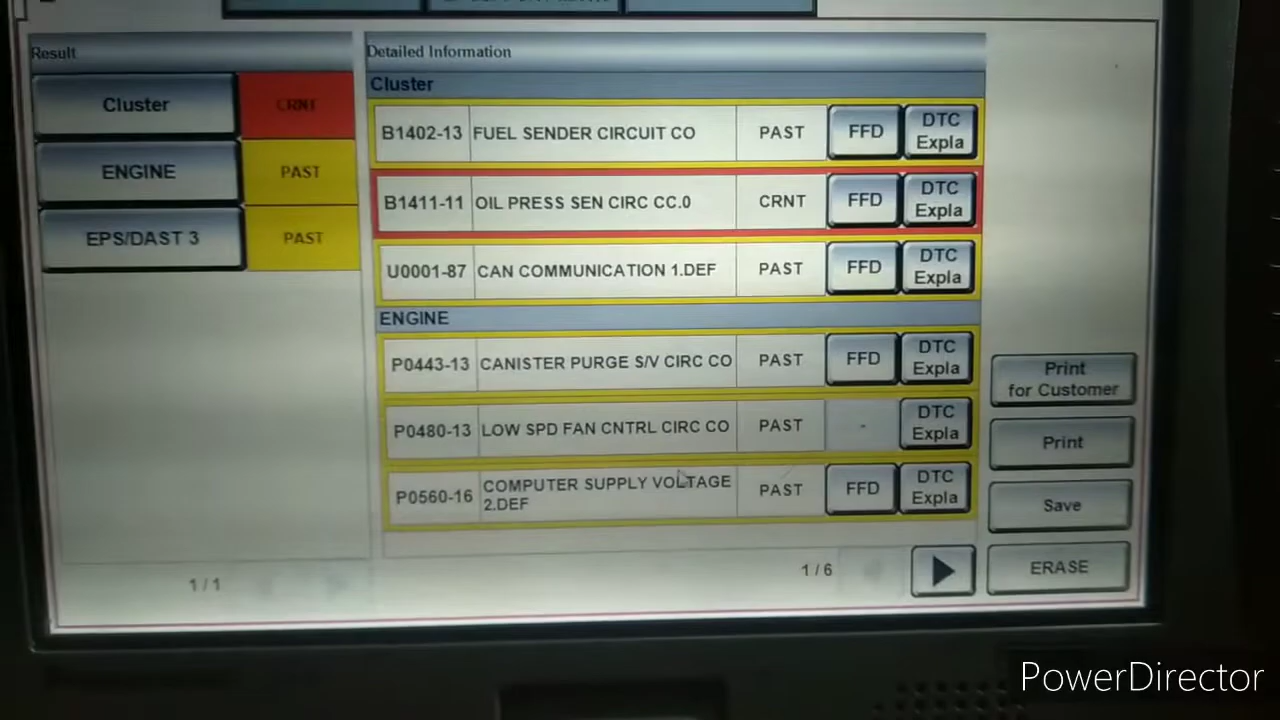 Result
Detailed Information
Cluster
CRNT
ENGINE
PAST
EPS/DAST 3
PAST
1/1
Cluster
B1402-13 FUEL SENDER CIRCUIT CO PAST FFD DTC Expla
B1411-11 OIL PRESS SEN CIRC CC.0 CRNT FFD DTC Expla
U0001-87 CAN COMMUNICATION 1.DEF PAST FFD DTC Expla
ENGINE
P0443-13 CANISTER PURGE S/V CIRC CO PAST FFD DTC Expla
P0480-13 LOW SPD FAN CNTRL CIRC CO PAST - DTC Expla
P0560-16 COMPUTER SUPPLY VOLTAGE 2.DEF PAST FFD DTC Expla
1/6
Print
for Customer
Print
Save
ERASE
PowerDirector